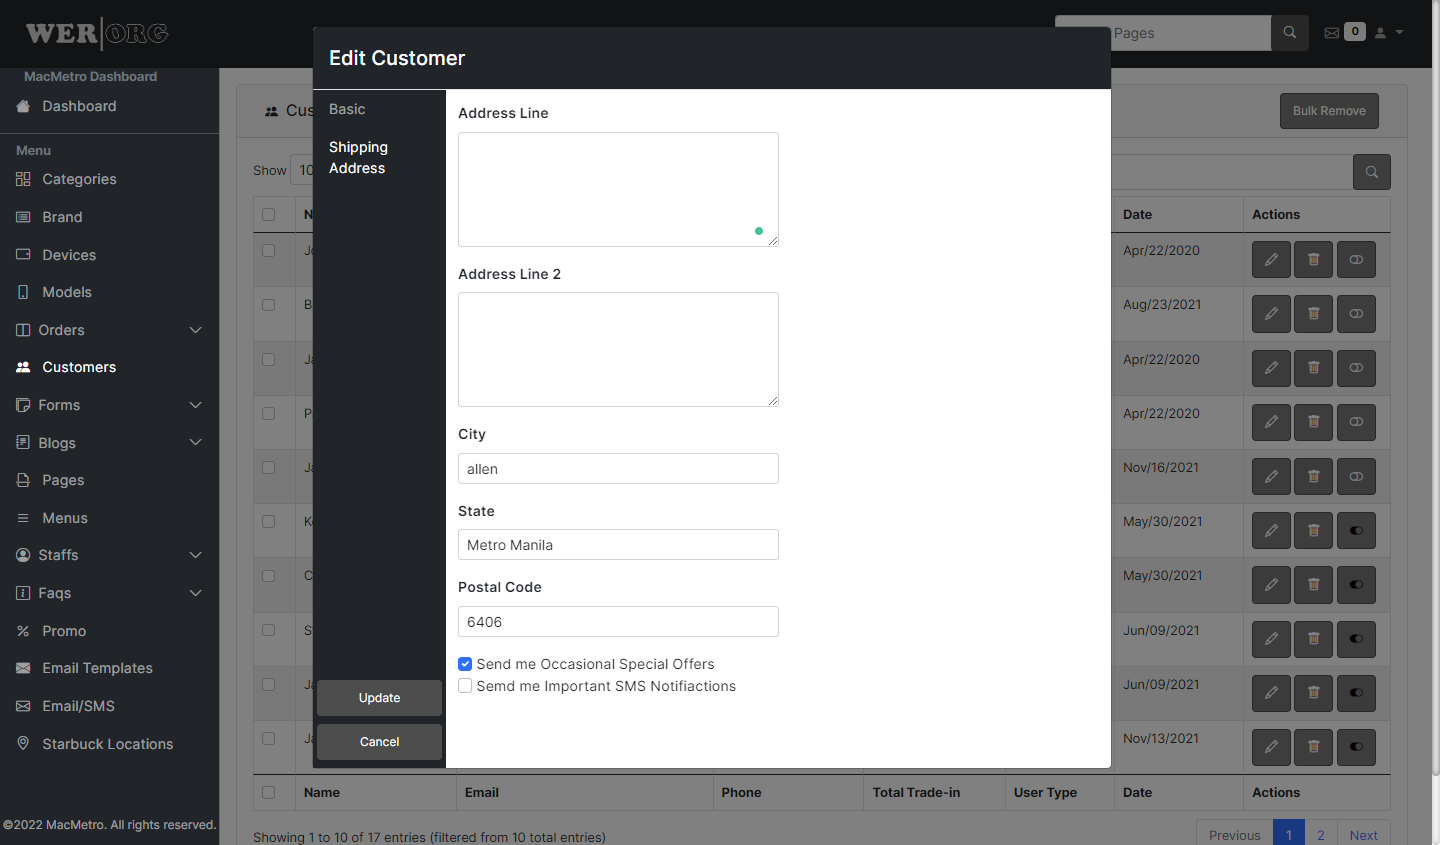 WER|ORG
Pages
0
MacMetro Dashboard
Dashboard
Menu
Categories
Brand
Devices
Models
Orders
Customers
Forms
Blogs
Pages
Menus
Staffs
Faqs
Promo
Email Templates
Email/SMS
Starbuck Locations
©2022 MacMetro. All rights reserved.
Edit Customer
Basic
Shipping
Address
Update
Cancel
Address Line
Address Line 2
City
allen
State
Metro Manila
Postal Code
6406
Send me Occasional Special Offers
Semd me Important SMS Notifiactions
Bulk Remove
Show 10
Date Actions
Apr/22/2020
Aug/23/2021
Apr/22/2020
Apr/22/2020
Nov/16/2021
May/30/2021
May/30/2021
Jun/09/2021
Jun/09/2021
Nov/13/2021
Name Email Phone Total Trade-in User Type Date Actions
Showing 1 to 10 of 17 entries (filtered from 10 total entries)
Previous 1 2 Next